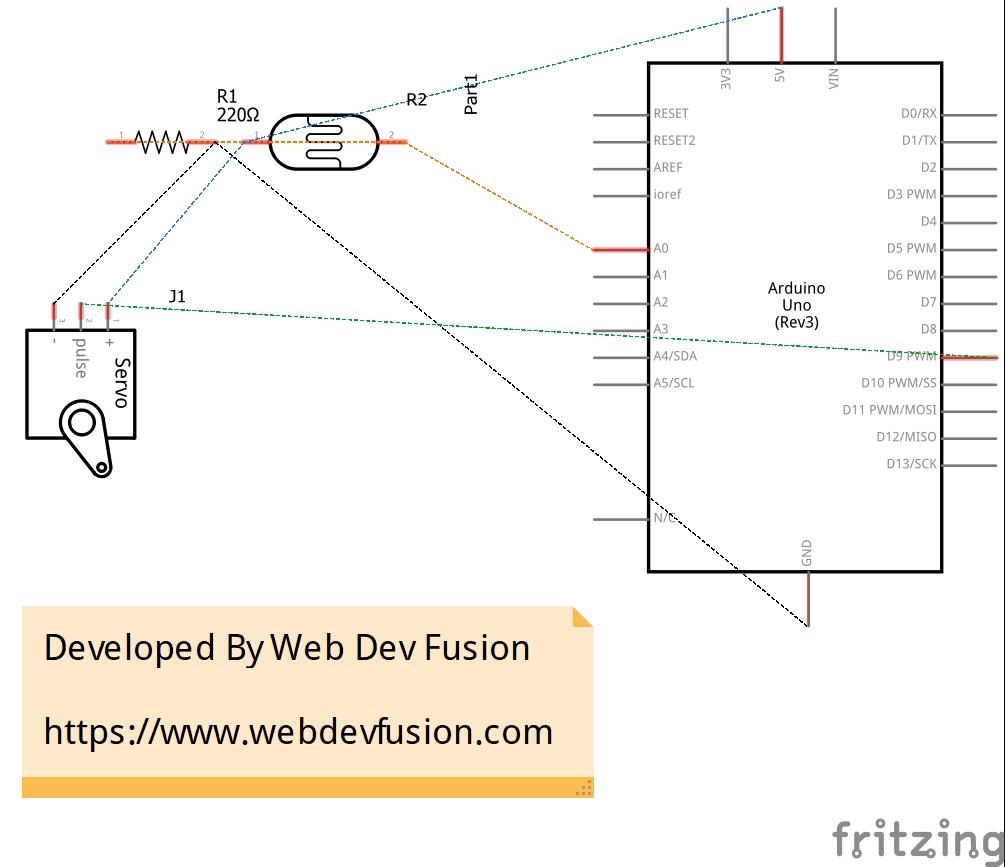 3V3
5V
VIN
R1
220Ω
R2
Part1
1
2
1
2
RESET
RESET2
AREF
ioref
A0
A1
A2
A3
A4/SDA
A5/SCL
N/C
D0/RX
D1/TX
D2
D3 PWM
D4
D5 PWM
D6 PWM
D7
D8
D9 PWM
D10 PWM/SS
D11 PWM/MOSI
D12/MISO
D13/SCK
Arduino
Uno
(Rev3)
GND
J1
3
2
1
-
pulse
+
Servo
Developed By Web Dev Fusion
https://www.webdevfusion.com
fritzing